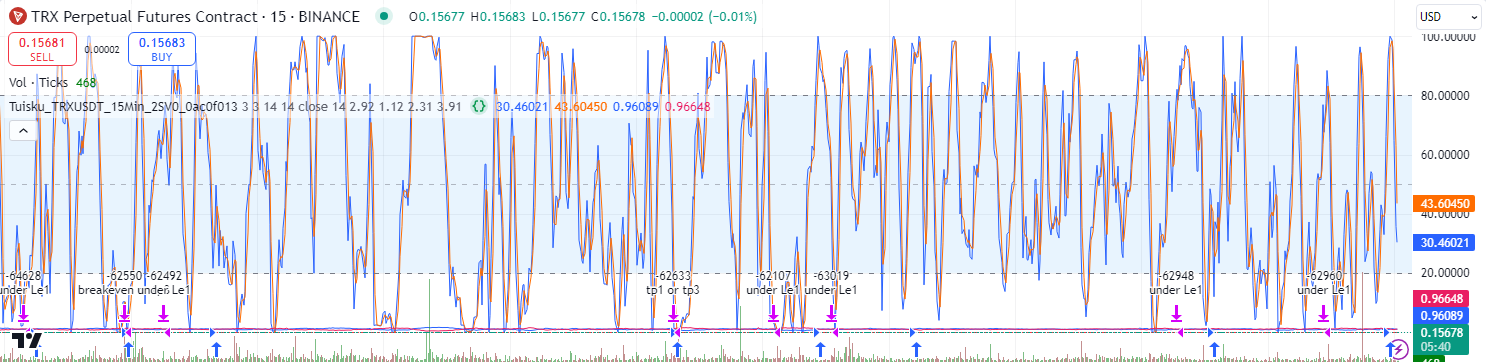 TRX Perpetual Futures Contract · 15 · BINANCE O0.15677 H0.15683 L0.15677 C0.15678 −0.00002 (−0.01%)
USD
0.15681
SELL
0.00002
0.15683
BUY
Vol · Ticks 468
Tuisku_TRXUSDT_15Min_2SV0_0ac0f013 3 3 14 14 close 14 2.92 1.12 2.31 3.91 {} 30.46021 43.60450 0.96089 0.96648
100.00000
80.00000
60.00000
43.60450
40.00000
30.46021
20.00000
-64628
under Le1
-62550
breakeven
-62492
under Le1
-62633
tp1 or tp3
-62107
under Le1
-63019
under Le1
-62948
under Le1
-62960
under Le1
0.96648
0.96089
0.15678
05:40
468